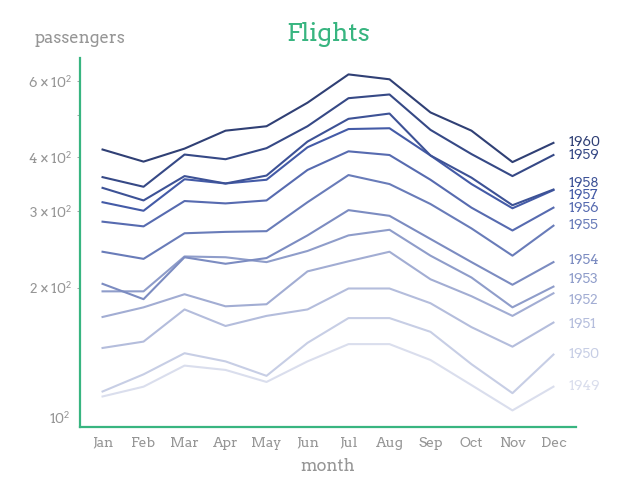 Flights
passengers
6 × 10²
4 × 10²
3 × 10²
2 × 10²
10²
1960
1959
1958
1957
1956
1955
1954
1953
1952
1951
1950
1949
Jan Feb Mar Apr May Jun Jul Aug Sep Oct Nov Dec
month